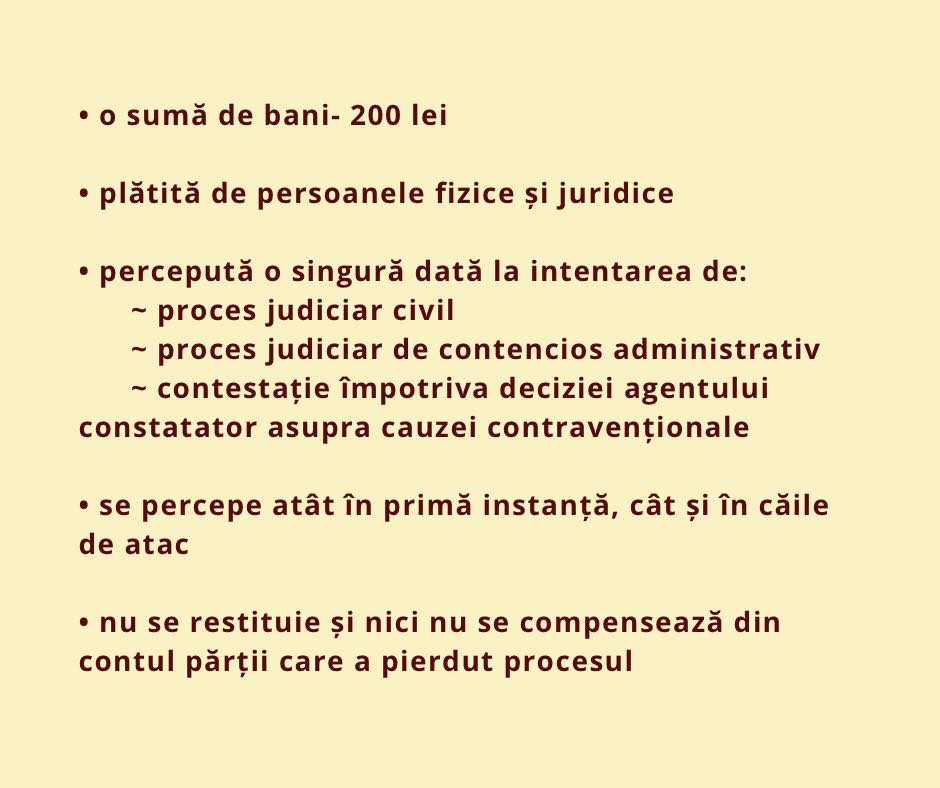 • o sumă de bani- 200 lei
• plătită de persoanele fizice și juridice
• percepută o singură dată la intentarea de:
~ proces judiciar civil
~ proces judiciar de contencios administrativ
~ contestație împotriva deciziei agentului
constatator asupra cauzei contravenționale
• se percepe atât în primă instanță, cât și în căile
de atac
• nu se restituie și nici nu se compensează din
contul părții care a pierdut procesul